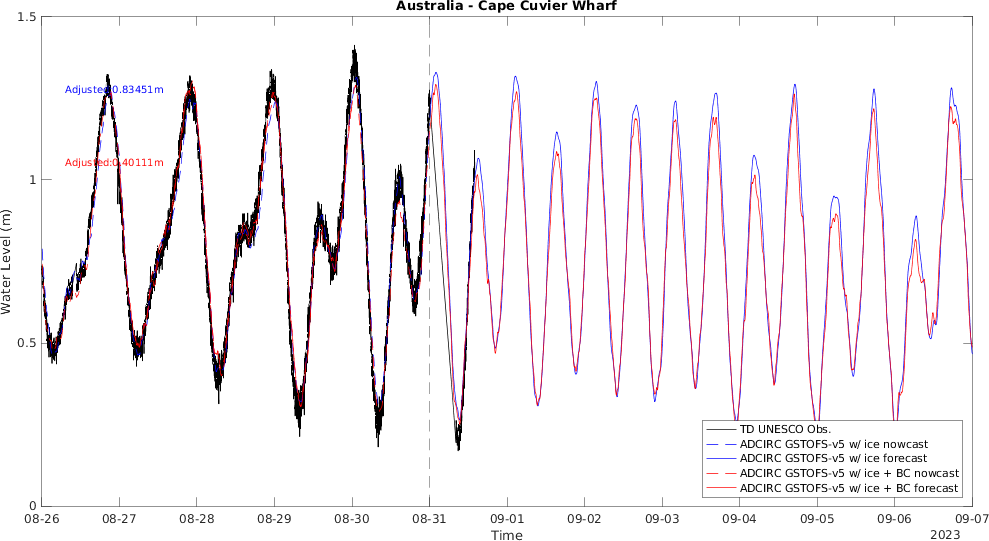 Australia - Cape Cuvier Wharf
1.5
Adjusted:0.83451m
Adjusted:0.40111m
1
Water Level (m)
0.5
TD UNESCO Obs.
ADCIRC GSTOFS-v5 w/ ice nowcast
ADCIRC GSTOFS-v5 w/ ice forecast
ADCIRC GSTOFS-v5 w/ ice + BC nowcast
ADCIRC GSTOFS-v5 w/ ice + BC forecast
0
08-26 08-27 08-28 08-29 08-30 08-31 09-01 09-02 09-03 09-04 09-05 09-06 09-07
Time
2023